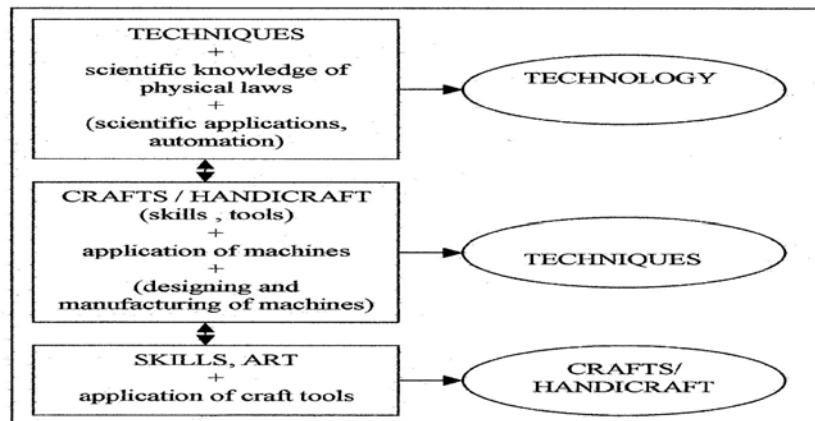 TECHNIQUES
+
scientific knowledge of
physical laws
+
(scientific applications,
automation)
TECHNOLOGY
CRAFTS / HANDICRAFT
(skills , tools)
+
application of machines
+
(designing and
manufacturing of machines)
TECHNIQUES
SKILLS, ART
+
application of craft tools
CRAFTS/
HANDICRAFT